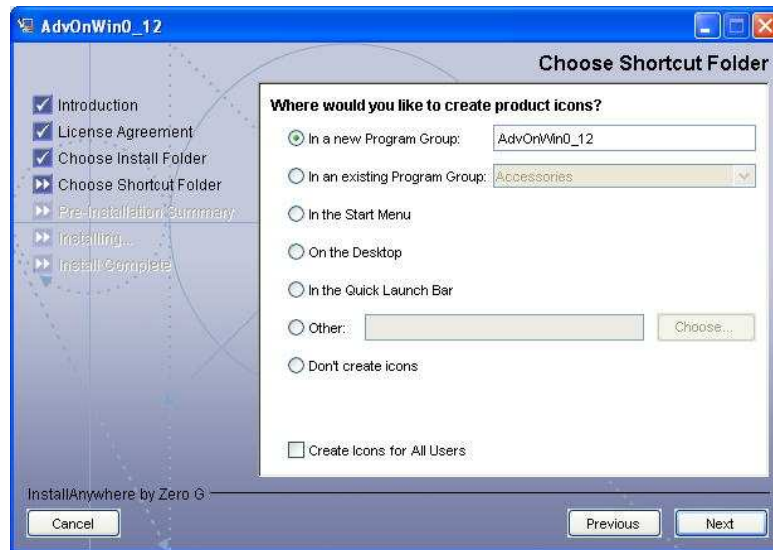 AdvOnWin0_12
Choose Shortcut Folder
Introduction
License Agreement
Choose Install Folder
Choose Shortcut Folder
Pre-Installation Summary
Installing...
Install Complete
Where would you like to create product icons?
In a new Program Group: AdvOnWin0_12
In an existing Program Group: Accessories
In the Start Menu
On the Desktop
In the Quick Launch Bar
Other: Choose...
Don't create icons
Create Icons for All Users
InstallAnywhere by Zero G
Cancel Previous Next